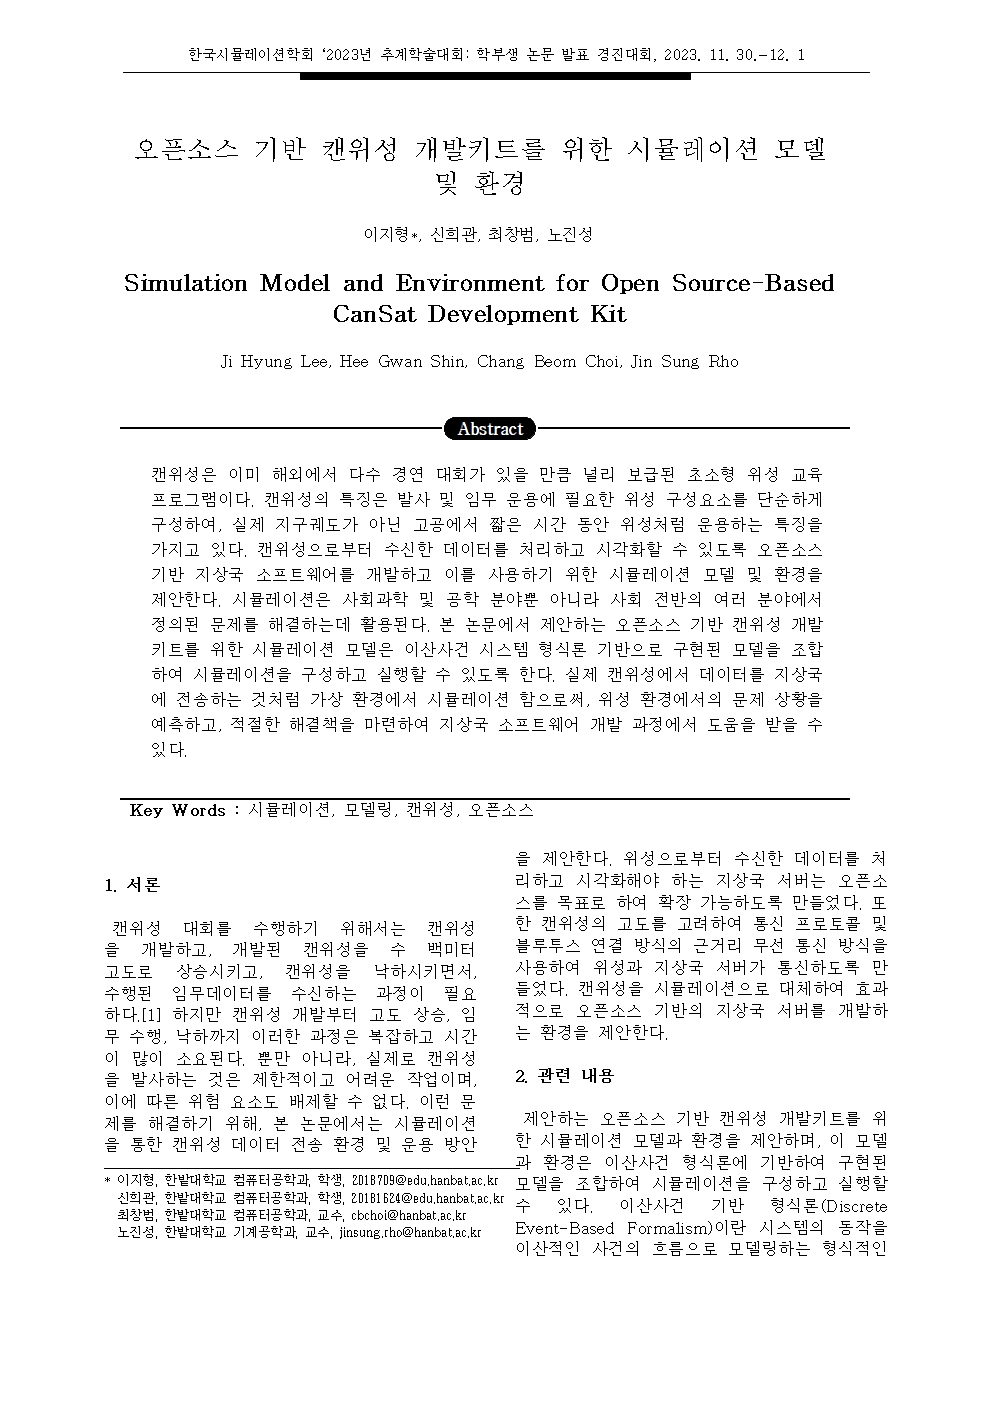 한국시뮬레이션학회 ‘2023년 추계학술대회: 학부생 논문 발표 경진대회, 2023. 11. 30.-12. 1
오픈소스 기반 캔위성 개발키트를 위한 시뮬레이션 모델
및 환경
이지형*, 신희관, 최창범, 노진성
Simulation Model and Environment for Open Source-Based
CanSat Development Kit
Ji Hyung Lee, Hee Gwan Shin, Chang Beom Choi, Jin Sung Rho
Abstract
캔위성은 이미 해외에서 다수 경연 대회가 있을 만큼 널리 보급된 초소형 위성 교육
프로그램이다. 캔위성의 특징은 발사 및 임무 운용에 필요한 위성 구성요소를 단순하게
구성하여, 실제 지구궤도가 아닌 고공에서 짧은 시간 동안 위성처럼 운용하는 특징을
가지고 있다. 캔위성으로부터 수신한 데이터를 처리하고 시각화할 수 있도록 오픈소스
기반 지상국 소프트웨어를 개발하고 이를 사용하기 위한 시뮬레이션 모델 및 환경을
제안한다. 시뮬레이션은 사회과학 및 공학 분야뿐 아니라 사회 전반의 여러 분야에서
정의된 문제를 해결하는데 활용된다. 본 논문에서 제안하는 오픈소스 기반 캔위성 개발
키트를 위한 시뮬레이션 모델은 이산사건 시스템 형식론 기반으로 구현된 모델을 조합
하여 시뮬레이션을 구성하고 실행할 수 있도록 한다. 실제 캔위성에서 데이터를 지상국
에 전송하는 것처럼 가상 환경에서 시뮬레이션 함으로써, 위성 환경에서의 문제 상황을
예측하고, 적절한 해결책을 마련하여 지상국 소프트웨어 개발 과정에서 도움을 받을 수
있다.
Key Words : 시뮬레이션, 모델링, 캔위성, 오픈소스
1. 서론
캔위성 대회를 수행하기 위해서는 캔위성
을 개발하고, 개발된 캔위성을 수 백미터
고도로 상승시키고, 캔위성을 낙하시키면서,
수행된 임무데이터를 수신하는 과정이 필요
하다.[1] 하지만 캔위성 개발부터 고도 상승, 임
무 수행, 낙하까지 이러한 과정은 복잡하고 시간
이 많이 소요된다. 뿐만 아니라, 실제로 캔위성
을 발사하는 것은 제한적이고 어려운 작업이며,
이에 따른 위험 요소도 배제할 수 없다. 이런 문
제를 해결하기 위해, 본 논문에서는 시뮬레이션
을 통한 캔위성 데이터 전송 환경 및 운용 방안
* 이지형, 한밭대학교 컴퓨터공학과, 학생, 2018709@edu.hanbat.ac.kr
신희관, 한밭대학교 컴퓨터공학과, 학생, 20181624@edu.hanbat.ac.kr
최창범, 한밭대학교 컴퓨터공학과, 교수, cbchoi@hanbat.ac.kr
노진성, 한밭대학교 기계공학과, 교수, jinsung.rho@hanbat.ac.kr
을 제안한다. 위성으로부터 수신한 데이터를 처
리하고 시각화해야 하는 지상국 서버는 오픈소
스를 목표로 하여 확장 가능하도록 만들었다. 또
한 캔위성의 고도를 고려하여 통신 프로토콜 및
블루투스 연결 방식의 근거리 무선 통신 방식을
사용하여 위성과 지상국 서버가 통신하도록 만
들었다. 캔위성을 시뮬레이션으로 대체하여 효과
적으로 오픈소스 기반의 지상국 서버를 개발하
는 환경을 제안한다.
2. 관련 내용
제안하는 오픈소스 기반 캔위성 개발키트를 위
한 시뮬레이션 모델과 환경을 제안하며, 이 모델
과 환경은 이산사건 형식론에 기반하여 구현된
모델을 조합하여 시뮬레이션을 구성하고 실행할
수 있다. 이산사건 기반 형식론(Discrete
Event-Based Formalism)이란 시스템의 동작을
이산적인 사건의 흐름으로 모델링하는 형식적인